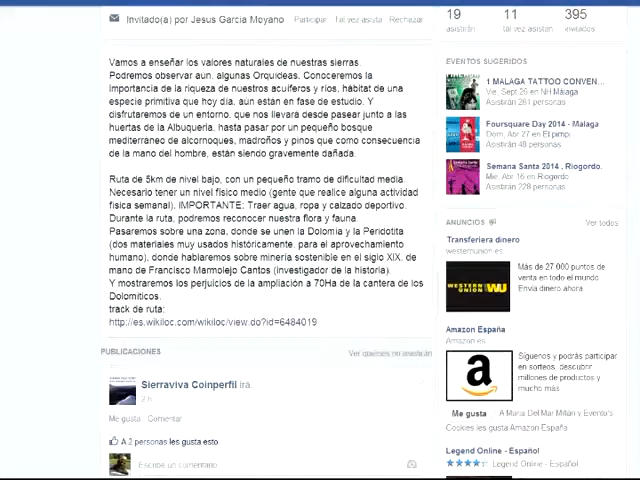 Invitado(a) por Jesus Garcia Moyano   Participar   Tal vez asista   Rechazar
19   11   395
asistirán   tal vez asistan   invitados
Vamos a enseñar los valores naturales de nuestras sierras.
Podremos observar aun, algunas Orquideas. Conoceremos la
importancia de la riqueza de nuestros acuiferos y rios, hábitat de una
especie primitiva que hoy día, aún están en fase de estudio. Y
disfrutaremos de un entorno, que nos llevará desde pasear junto a las
huertas de la Albuqueria, hasta pasar por un pequeño bosque
mediterráneo de alcornoques, madroños y pinos que como consecuencia
de la mano del hombre, están siendo gravemente dañada.
Ruta de 5km de nivel bajo, con un pequeño tramo de dificultad media.
Necesario tener un nivel fisico medio (gente que realice alguna actividad
fisica semanal). IMPORTANTE: Traer agua, ropa y calzado deportivo.
Durante la ruta, podremos reconocer nuestra flora y fauna.
Pasaremos sobre una zona, donde se unen la Dolomía y la Peridotita
(dos materiales muy usados históricamente, para el aprovechamiento
humano), donde hablaremos sobre minería sostenible en el siglo XIX, de
mano de Francisco Marmolejo Cantos (investigador de la historia).
Y mostraremos los perjuicios de la ampliación a 70Ha de la cantera de los
Dolomiticos.
track de ruta:
http://es.wikiloc.com/wikiloc/view.do?id=6484019
PUBLICACIONES   Ver quiénes no asistirán
Sierraviva Coinperfil irá.
2 h
Me gusta · Comentar
A 2 personas les gusta esto
Escribe un comentario
EVENTOS SUGERIDOS
1 MALAGA TATTOO CONVEN...
Vie, Sept 26 en NH Málaga
Asistirán 281 personas
Foursquare Day 2014 - Malaga
Dom, Abr 27 en El pimpi
Asistirán 48 personas
Semana Santa 2014 , Riogordo.
Mie, Abr 16 en Riogordo
Asistirán 228 personas
ANUNCIOS   Ver todos
Transferiera dinero
westernunion.es
WESTERN UNION WU
Más de 27.000 puntos de
venta en todo el mundo.
Envía dinero ahora
Amazon España
Amazon.es
a
Síguenos y podrás participar
en sorteos, descubrir
millones de productos y
mucho más
Me gusta · A Maria Del Mar Milán y Evento's
Cookies les gusta Amazon España
Legend Online - Español
Legend Online - Español